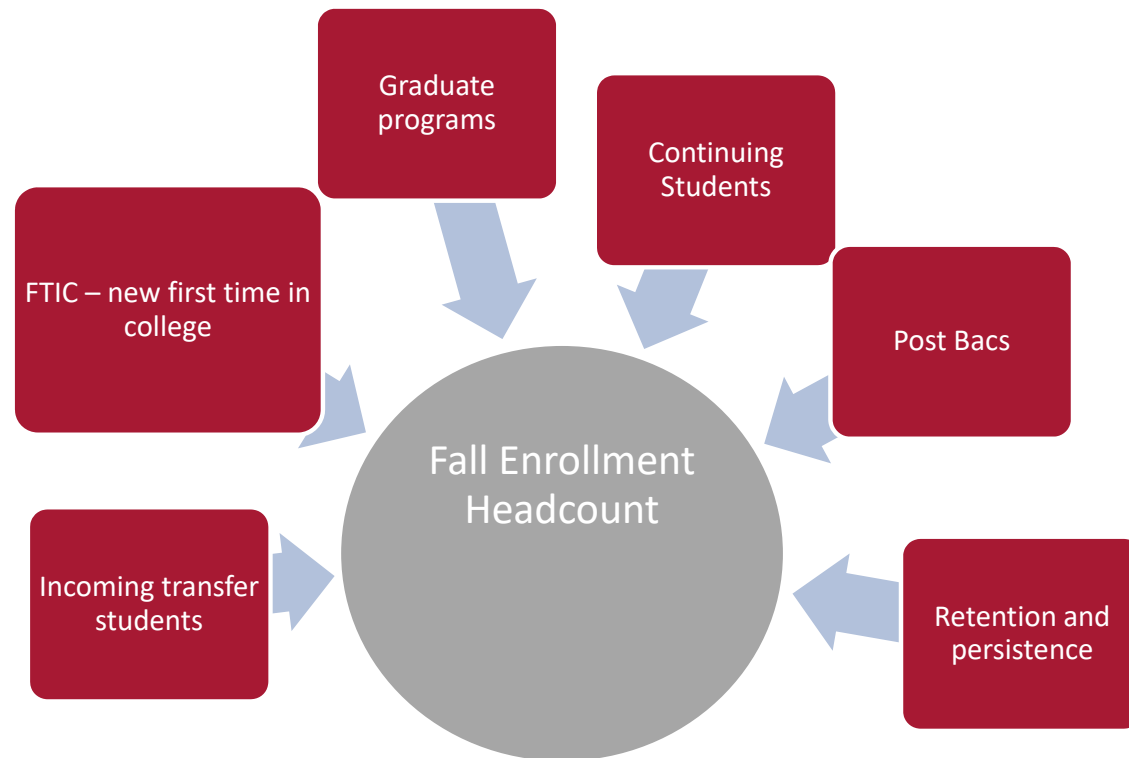 Graduate
programs
Continuing
Students
FTIC – new first time in
college
Post Bacs
Fall Enrollment
Headcount
Incoming transfer
students
Retention and
persistence